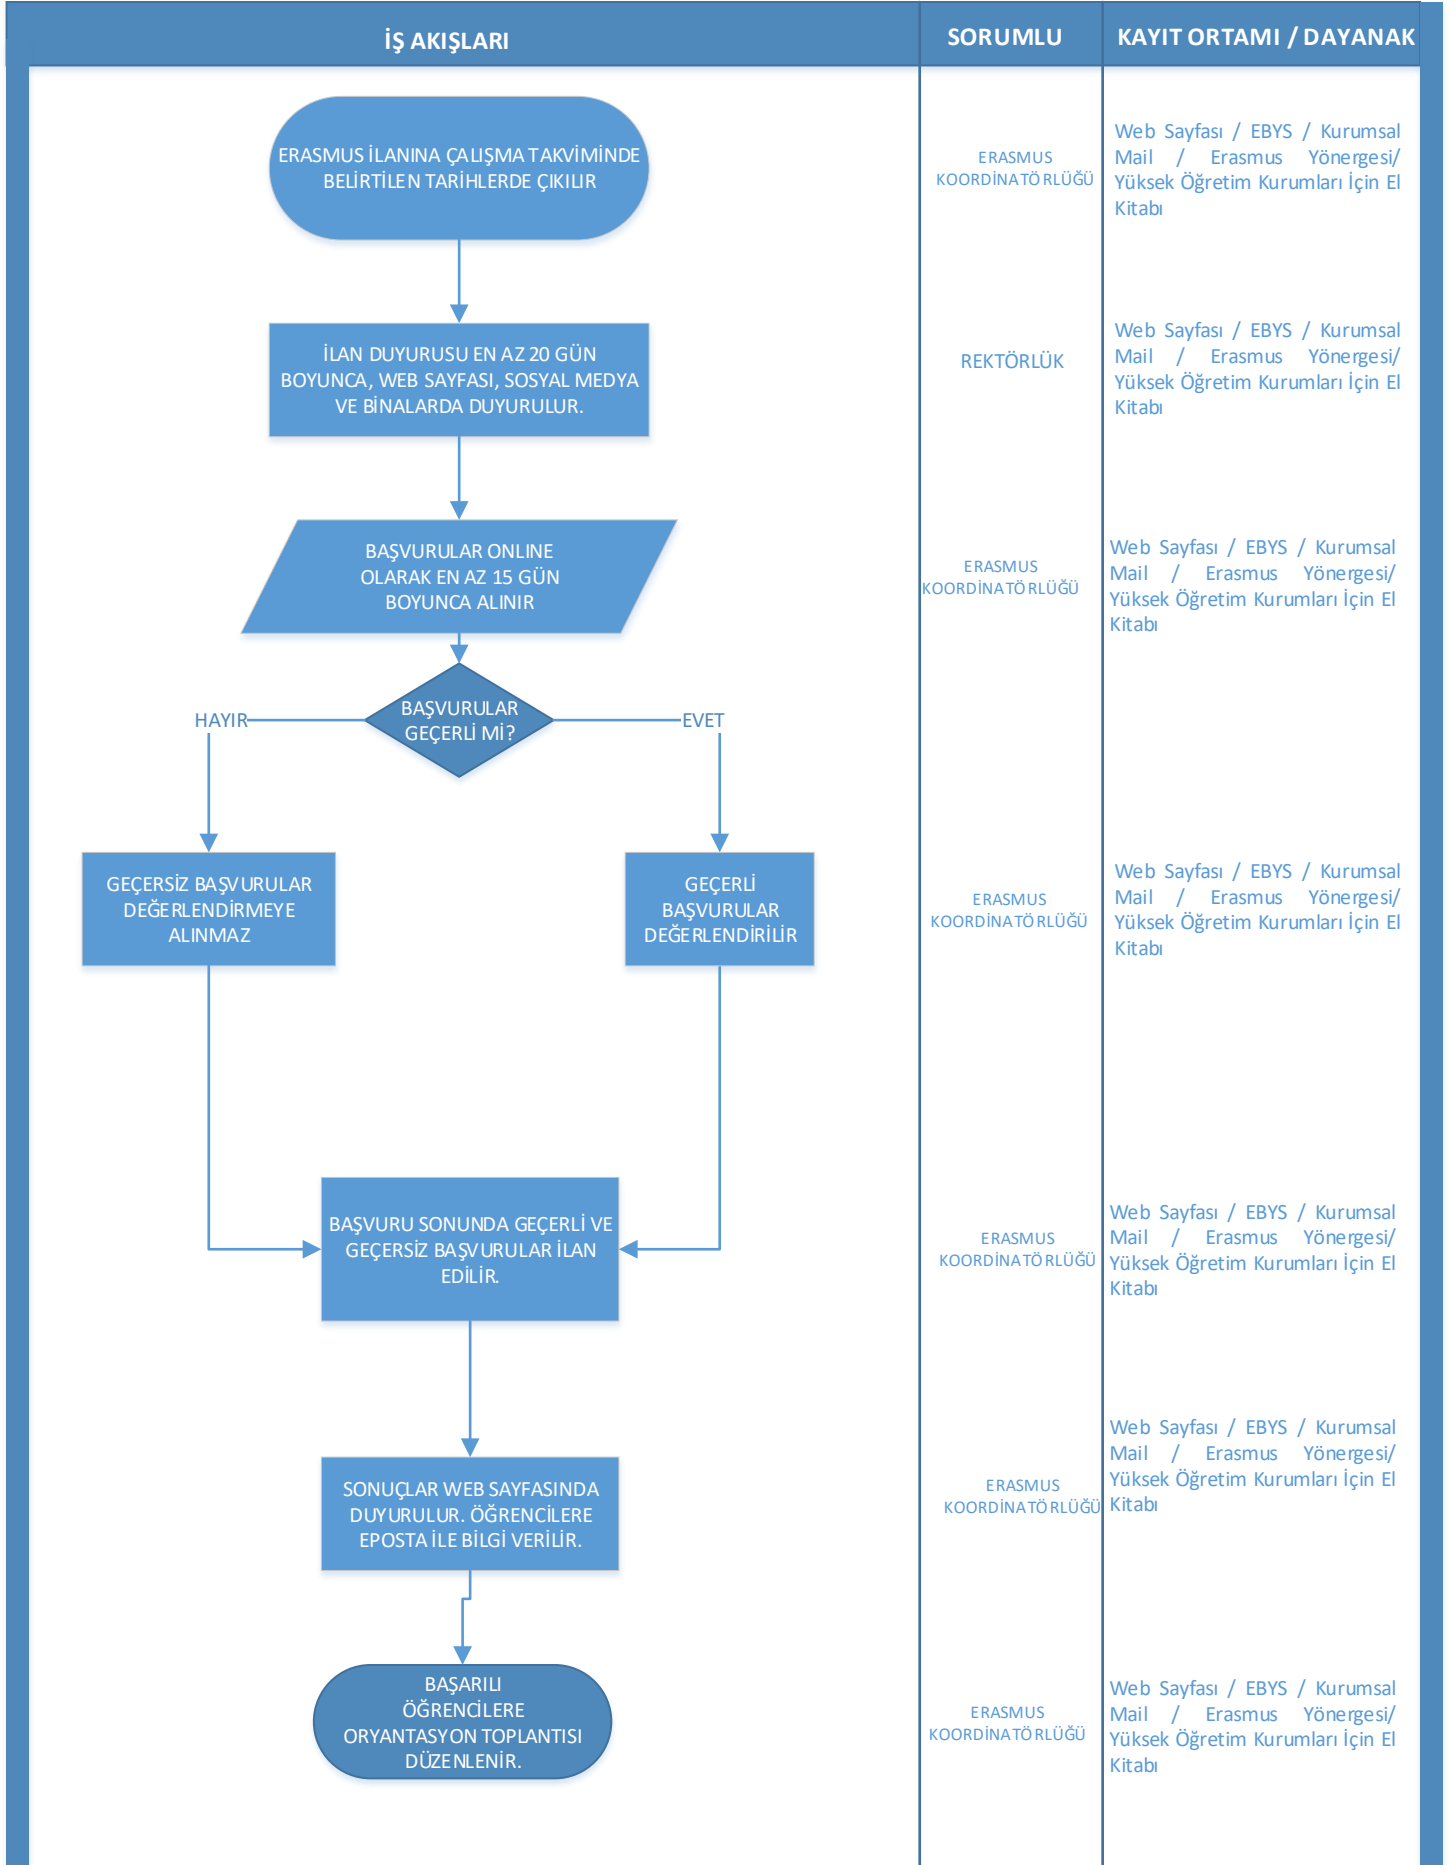 İŞ AKIŞLARI
SORUMLU
KAYIT ORTAMI / DAYANAK
ERASMUS İLANINA ÇALIŞMA TAKVİMİNDE
BELİRTİLEN TARİHLERDE ÇIKILIR
ERASMUS
KOORDİNATÖRLÜĞÜ
Web Sayfası / EBYS / Kurumsal
Mail / Erasmus Yönergesi/
Yüksek Öğretim Kurumları İçin El
Kitabı
İLAN DUYURUSU EN AZ 20 GÜN
BOYUNCA, WEB SAYFASI, SOSYAL MEDYA
VE BİNALARDA DUYURULUR.
REKTÖRLÜK
Web Sayfası / EBYS / Kurumsal
Mail / Erasmus Yönergesi/
Yüksek Öğretim Kurumları İçin El
Kitabı
BAŞVURULAR ONLINE
OLARAK EN AZ 15 GÜN
BOYUNCA ALINIR
ERASMUS
KOORDİNATÖRLÜĞÜ
Web Sayfası / EBYS / Kurumsal
Mail / Erasmus Yönergesi/
Yüksek Öğretim Kurumları İçin El
Kitabı
BAŞVURULAR
GEÇERLİ Mİ?
HAYIR
EVET
GEÇERSİZ BAŞVURULAR
DEĞERLENDİRMEYE
ALINMAZ
GEÇERLİ
BAŞVURULAR
DEĞERLENDİRİLİR
ERASMUS
KOORDİNATÖRLÜĞÜ
Web Sayfası / EBYS / Kurumsal
Mail / Erasmus Yönergesi/
Yüksek Öğretim Kurumları İçin El
Kitabı
BAŞVURU SONUNDA GEÇERLİ VE
GEÇERSİZ BAŞVURULAR İLAN
EDİLİR.
ERASMUS
KOORDİNATÖRLÜĞÜ
Web Sayfası / EBYS / Kurumsal
Mail / Erasmus Yönergesi/
Yüksek Öğretim Kurumları İçin El
Kitabı
SONUÇLAR WEB SAYFASINDA
DUYURULUR. ÖĞRENCİLERE
EPOSTA İLE BİLGİ VERİLİR.
ERASMUS
KOORDİNATÖRLÜĞÜ
Web Sayfası / EBYS / Kurumsal
Mail / Erasmus Yönergesi/
Yüksek Öğretim Kurumları İçin El
Kitabı
BAŞARILI
ÖĞRENCİLERE
ORYANTASYON TOPLANTISI
DÜZENLENİR.
ERASMUS
KOORDİNATÖRLÜĞÜ
Web Sayfası / EBYS / Kurumsal
Mail / Erasmus Yönergesi/
Yüksek Öğretim Kurumları İçin El
Kitabı